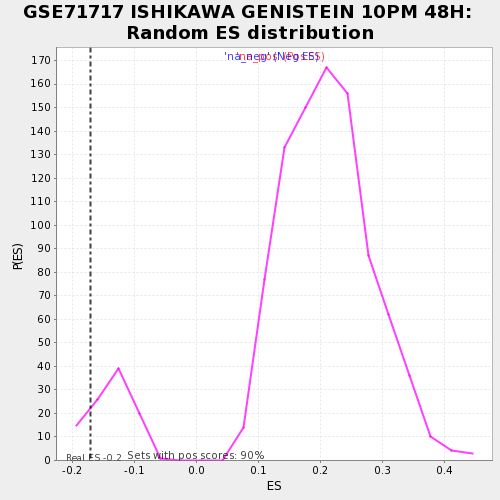 GSE71717 ISHIKAWA GENISTEIN 10PM 48H:
Random ES distribution
'na_neg' (Neg ES)
'na_pos' (Pos ES)
170
160
150
140
130
120
110
100
90
80
70
60
50
40
30
20
10
0
P(ES)
Real ES -0.2
Sets with pos scores: 90%
-0.2 -0.1 0.0 0.1 0.2 0.3 0.4
ES